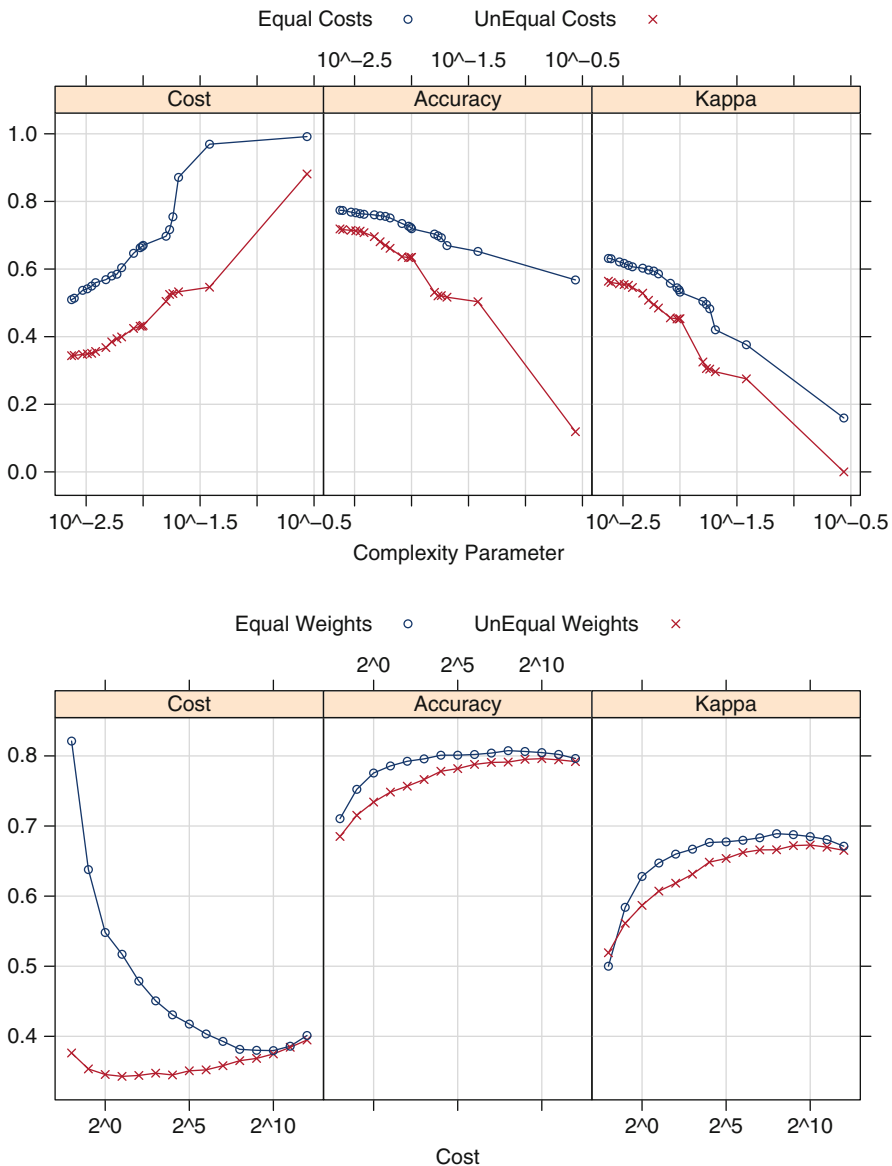 Equal Costs o UnEqual Costs ×
10^−2.5 10^−1.5 10^−0.5
Cost Accuracy Kappa
1.0
0.8
0.6
0.4
0.2
0.0
10^−2.5 10^−1.5 10^−0.5 10^−2.5 10^−1.5 10^−0.5
Complexity Parameter
Equal Weights o UnEqual Weights ×
2^0 2^5 2^10
Cost Accuracy Kappa
0.8
0.7
0.6
0.5
0.4
2^0 2^5 2^10 2^0 2^5 2^10
Cost